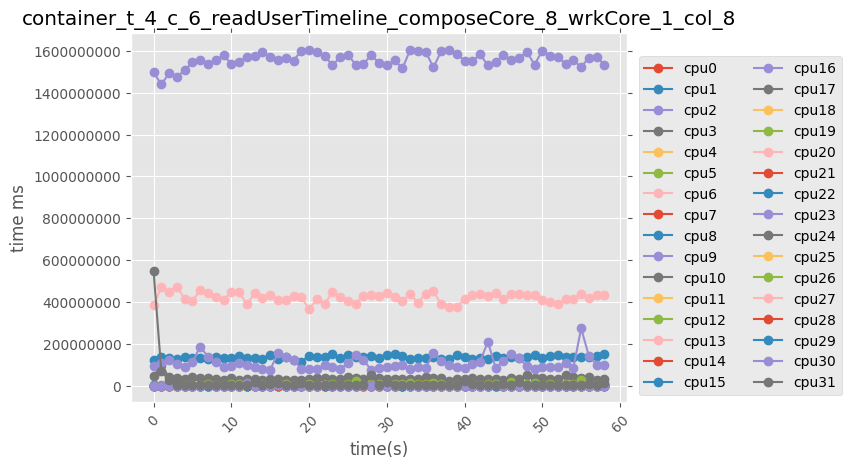 container_t_4_c_6_readUserTimeline_composeCore_8_wrkCore_1_col_8
time ms
1600000000
1400000000
1200000000
1000000000
800000000
600000000
400000000
200000000
0
0
10
20
30
40
50
60
time(s)
cpu0
cpu1
cpu2
cpu3
cpu4
cpu5
cpu6
cpu7
cpu8
cpu9
cpu10
cpu11
cpu12
cpu13
cpu14
cpu15
cpu16
cpu17
cpu18
cpu19
cpu20
cpu21
cpu22
cpu23
cpu24
cpu25
cpu26
cpu27
cpu28
cpu29
cpu30
cpu31